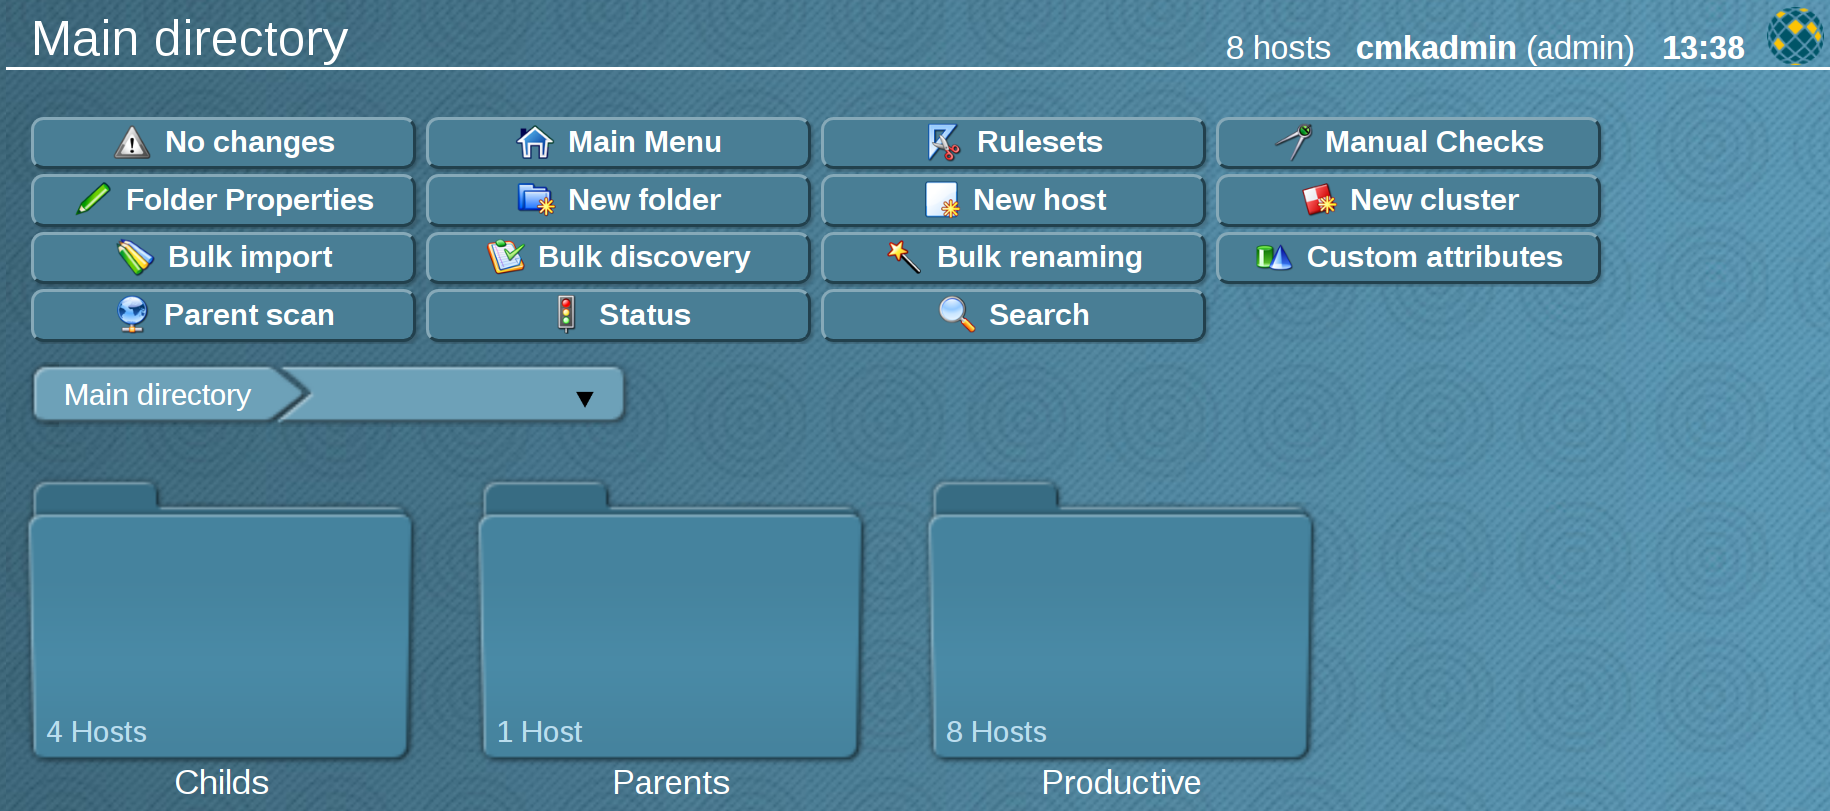 Main directory
8 hosts cmkadmin (admin) 13:38
No changes
Main Menu
Rulesets
Manual Checks
Folder Properties
New folder
New host
New cluster
Bulk import
Bulk discovery
Bulk renaming
Custom attributes
Parent scan
Status
Search
Main directory
4 Hosts
1 Host
8 Hosts
Childs
Parents
Productive